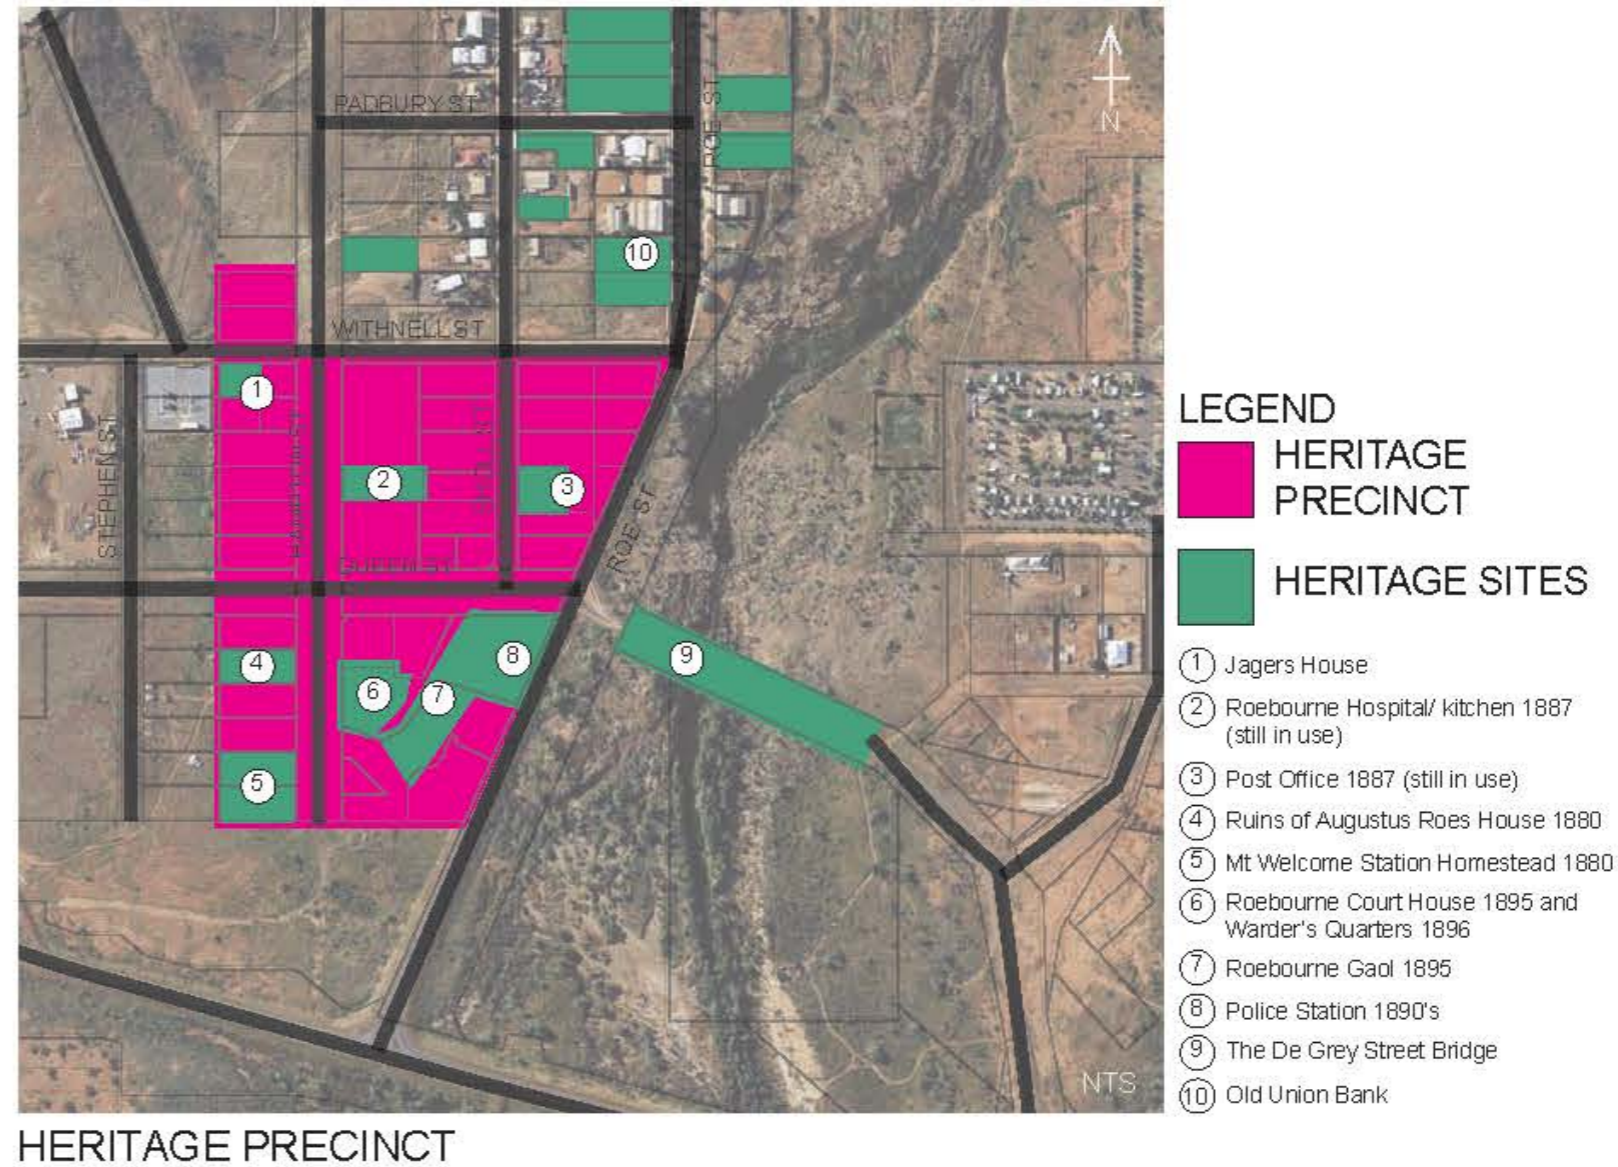 PADBURY ST
ROE ST
N
10
WITHNELL ST
1
STEPHEN ST
2
3
ROE ST
QUEEN ST
4
8
9
6
7
5
NTS
LEGEND
HERITAGE
PRECINCT
HERITAGE SITES
1 Jagers House
2 Roebourne Hospital/ kitchen 1887
(still in use)
3 Post Office 1887 (still in use)
4 Ruins of Augustus Roes House 1880
5 Mt Welcome Station Homestead 1880
6 Roebourne Court House 1895 and
Warder's Quarters 1896
7 Roebourne Gaol 1895
8 Police Station 1890's
9 The De Grey Street Bridge
10 Old Union Bank
HERITAGE PRECINCT